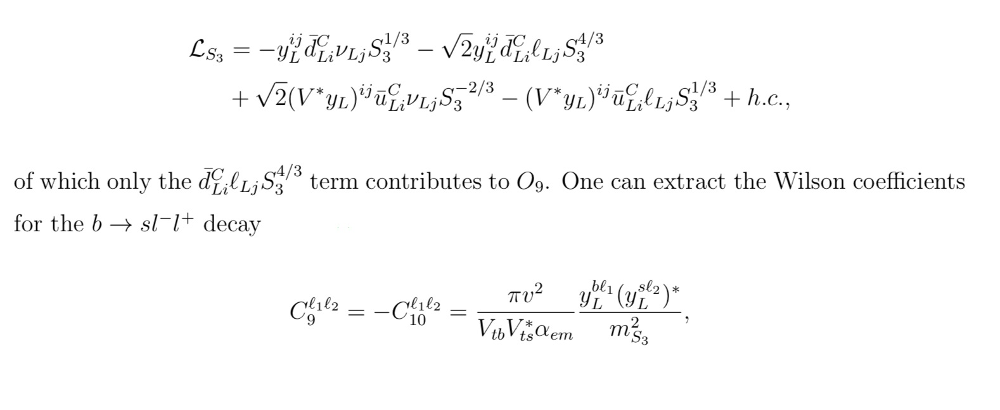 $\mathcal{L}_{S_3} = -y_L^{ij} \bar{d}_{Li}^C \nu_{Lj} S_3^{1/3} - \sqrt{2} y_L^{ij} \bar{d}_{Li}^C \ell_{Lj} S_3^{4/3}$
$+ \sqrt{2} (V^* y_L)^{ij} \bar{u}_{Li}^C \nu_{Lj} S_3^{-2/3} - (V^* y_L)^{ij} \bar{u}_{Li}^C \ell_{Lj} S_3^{1/3} + h.c.,$
of which only the $\bar{d}_{Li}^C \ell_{Lj} S_3^{4/3}$ term contributes to $O_9$. One can extract the Wilson coefficients
for the $b \to s l^- l^+$ decay
$C_9^{\ell_1 \ell_2} = -C_{10}^{\ell_1 \ell_2} = \frac{\pi v^2}{V_{tb} V_{ts}^* \alpha_{em}} \frac{y_L^{b\ell_1} (y_L^{s\ell_2})^*}{m_{S_3}^2},$